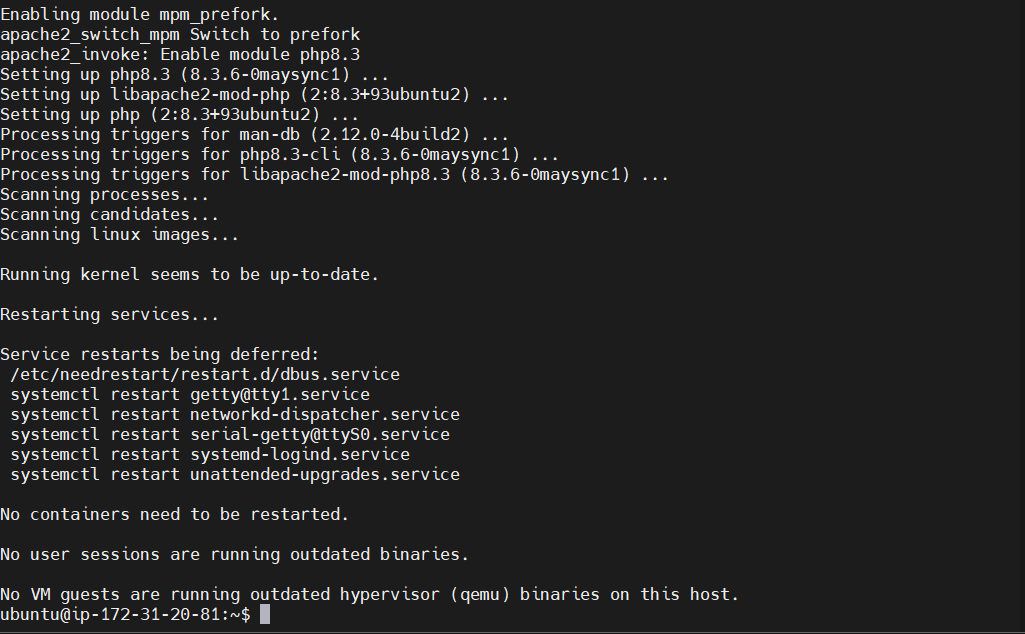 Enabling module mpm_prefork.
apache2_switch_mpm Switch to prefork
apache2_invoke: Enable module php8.3
Setting up php8.3 (8.3.6-0maysync1) ...
Setting up libapache2-mod-php (2:8.3+93ubuntu2) ...
Setting up php (2:8.3+93ubuntu2) ...
Processing triggers for man-db (2.12.0-4build2) ...
Processing triggers for php8.3-cli (8.3.6-0maysync1) ...
Processing triggers for libapache2-mod-php8.3 (8.3.6-0maysync1) ...
Scanning processes...
Scanning candidates...
Scanning linux images...
Running kernel seems to be up-to-date.
Restarting services...
Service restarts being deferred:
/etc/needrestart/restart.d/dbus.service
systemctl restart getty@tty1.service
systemctl restart networkd-dispatcher.service
systemctl restart serial-getty@ttyS0.service
systemctl restart systemd-logind.service
systemctl restart unattended-upgrades.service
No containers need to be restarted.
No user sessions are running outdated binaries.
No VM guests are running outdated hypervisor (qemu) binaries on this host.
ubuntu@ip-172-31-20-81:~$